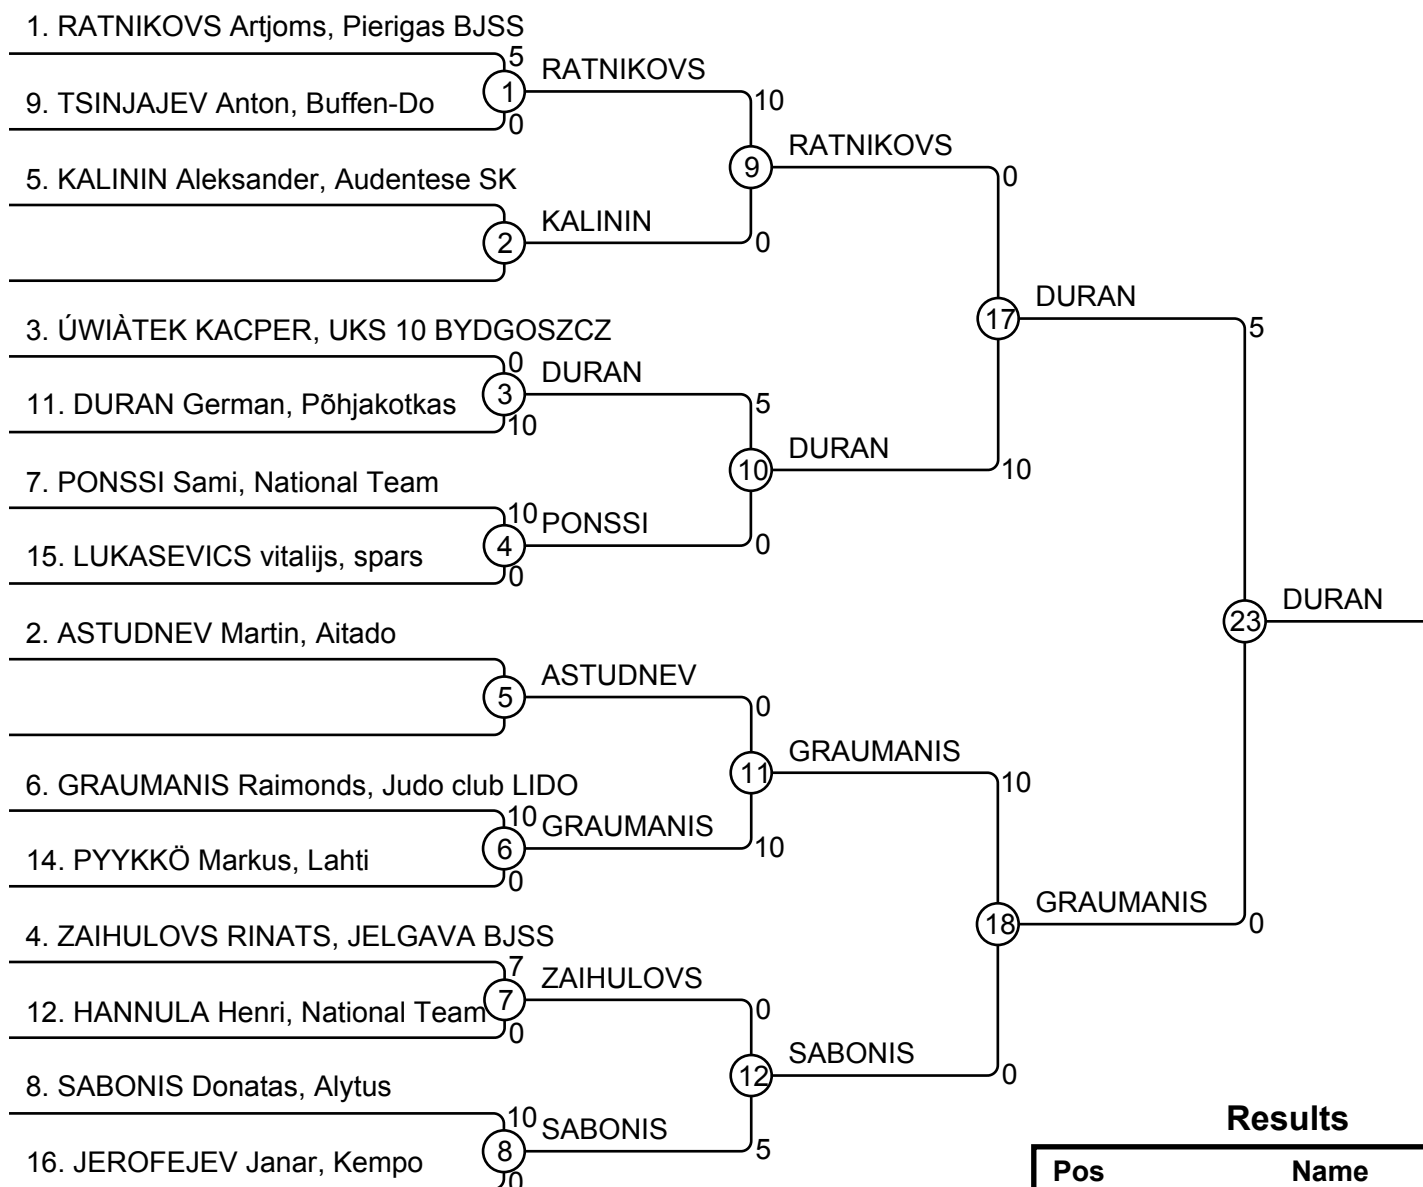 1. RATNIKOVS Artjoms, Pierigas BJSS
5
1
RATNIKOVS
9. TSINJAJEV Anton, Buffen-Do
0
10
9
RATNIKOVS
5. KALININ Aleksander, Audentese SK
2
KALININ
0
0
17
DURAN
3. ÚWIÀTEK KACPER, UKS 10 BYDGOSZCZ
0
3
DURAN
11. DURAN German, Põhjakotkas
10
5
10
DURAN
10
5
7. PONSSI Sami, National Team
10
4
PONSSI
15. LUKASEVICS vitalijs, spars
0
0
23
DURAN
2. ASTUDNEV Martin, Aitado
5
ASTUDNEV
0
11
GRAUMANIS
6. GRAUMANIS Raimonds, Judo club LIDO
10
6
GRAUMANIS
14. PYYKKÖ Markus, Lahti
0
10
10
18
GRAUMANIS
0
4. ZAIHULOVS RINATS, JELGAVA BJSS
7
7
ZAIHULOVS
12. HANNULA Henri, National Team
0
0
12
SABONIS
0
8. SABONIS Donatas, Alytus
10
8
SABONIS
16. JEROFEJEV Janar, Kempo
0
5
Results
Pos Name